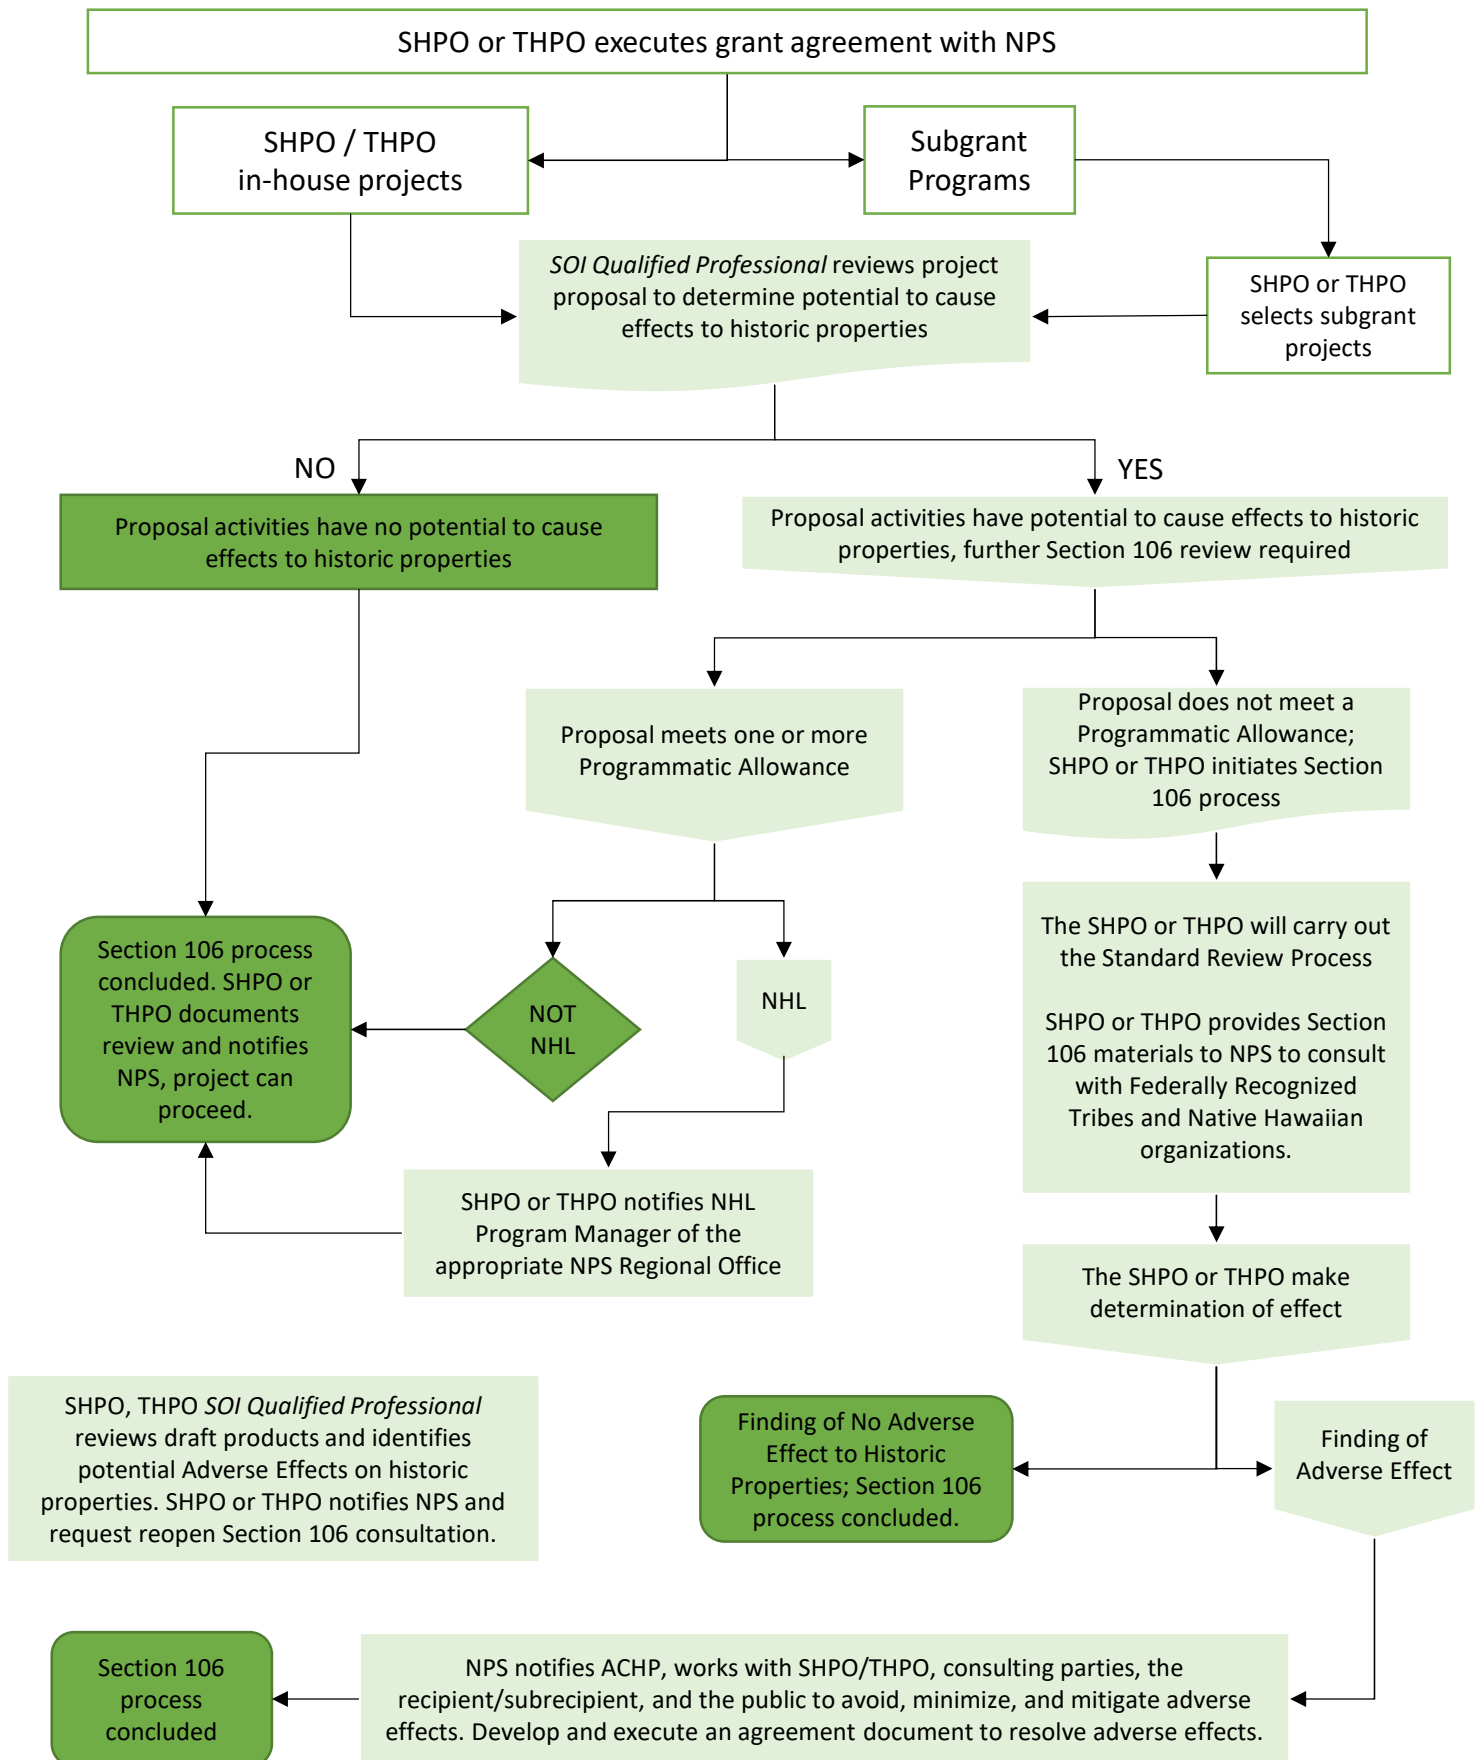 SHPO or THPO executes grant agreement with NPS
SHPO / THPO
in-house projects
Subgrant
Programs
SOI Qualified Professional reviews project
proposal to determine potential to cause
effects to historic properties
SHPO or THPO
selects subgrant
projects
NO
YES
Proposal activities have no potential to cause
effects to historic properties
Proposal activities have potential to cause effects to historic
properties, further Section 106 review required
Proposal meets one or more
Programmatic Allowance
Proposal does not meet a
Programmatic Allowance;
SHPO or THPO initiates Section
106 process
Section 106 process
concluded. SHPO or
THPO documents
review and notifies
NPS, project can
proceed.
NOT
NHL
NHL
The SHPO or THPO will carry out
the Standard Review Process
SHPO or THPO provides Section
106 materials to NPS to consult
with Federally Recognized
Tribes and Native Hawaiian
organizations.
SHPO or THPO notifies NHL
Program Manager of the
appropriate NPS Regional Office
The SHPO or THPO make
determination of effect
SHPO, THPO SOI Qualified Professional
reviews draft products and identifies
potential Adverse Effects on historic
properties. SHPO or THPO notifies NPS and
request reopen Section 106 consultation.
Finding of No Adverse
Effect to Historic
Properties; Section 106
process concluded.
Finding of
Adverse Effect
Section 106
process
concluded
NPS notifies ACHP, works with SHPO/THPO, consulting parties, the
recipient/subrecipient, and the public to avoid, minimize, and mitigate adverse
effects. Develop and execute an agreement document to resolve adverse effects.